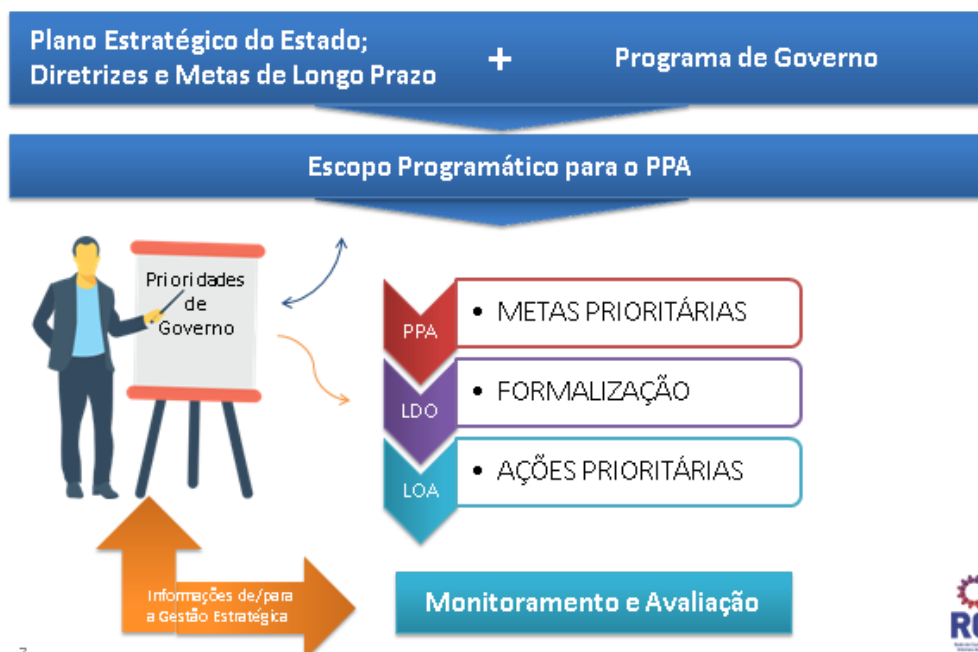 Plano Estratégico do Estado;
Diretrizes e Metas de Longo Prazo
+
Programa de Governo
Escopo Programático para o PPA
Prioridades
de
Governo
PPA
• METAS PRIORITÁRIAS
LDO
• FORMALIZAÇÃO
LOA
• AÇÕES PRIORITÁRIAS
Informações de/para
a Gestão Estratégica
Monitoramento e Avaliação